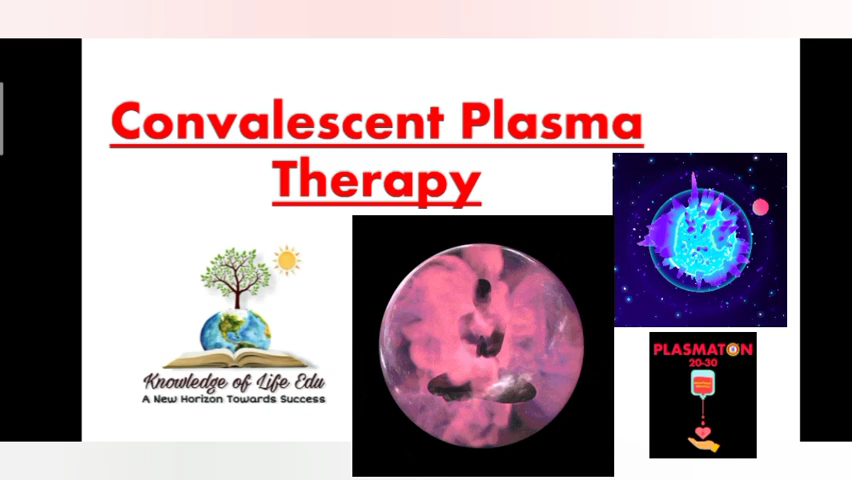 Convalescent Plasma
Therapy
Knowledge of Life Edu
A New Horizon Towards Success
PLASMATON
20-30